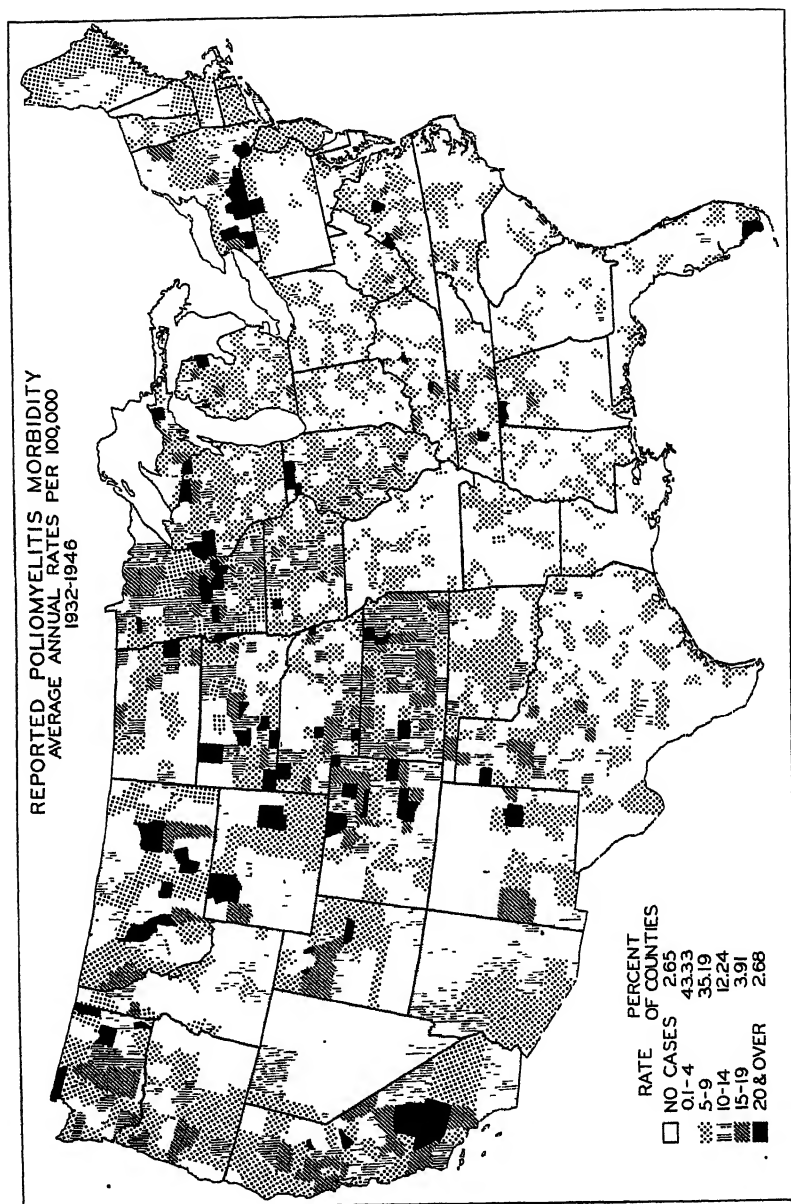 REPORTED POLIOMYELITIS MORBIDITY
AVERAGE ANNUAL RATES PER 100,000
1932-1946
RATE PERCENT OF COUNTIES
NO CASES 2.65
0.1-4 43.33
5-9 35.19
10-14 12.24
15-19 3.91
20 & OVER 2.68